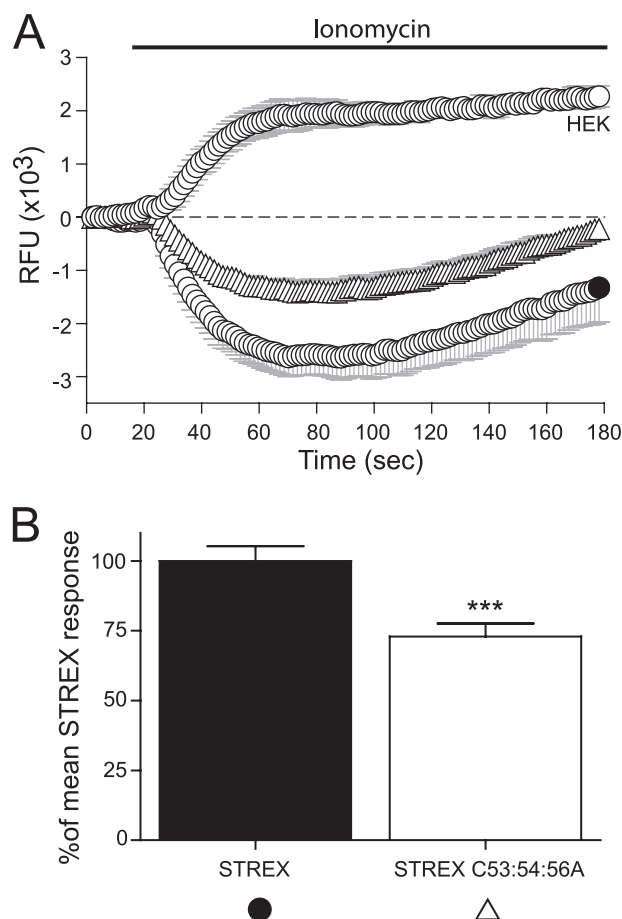 A
Ionomycin
3
2
1
0
-1
-2
-3
RFU (x10³)
HEK
0 20 40 60 80 100 120 140 160 180
Time (sec)
B
%of mean STREX response
100
75
50
25
0
***
STREX STREX C53:54:56A